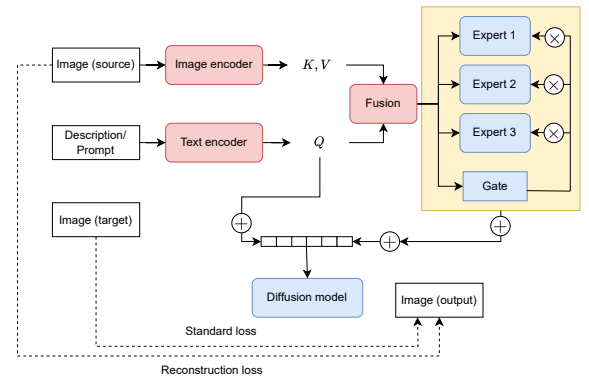 Image (source)
Image encoder
K, V
Expert 1
×
Expert 2
×
Fusion
Expert 3
×
Description/
Prompt
Text encoder
Q
Gate
Image (target)
+
+
+
Diffusion model
Image (output)
Standard loss
Reconstruction loss